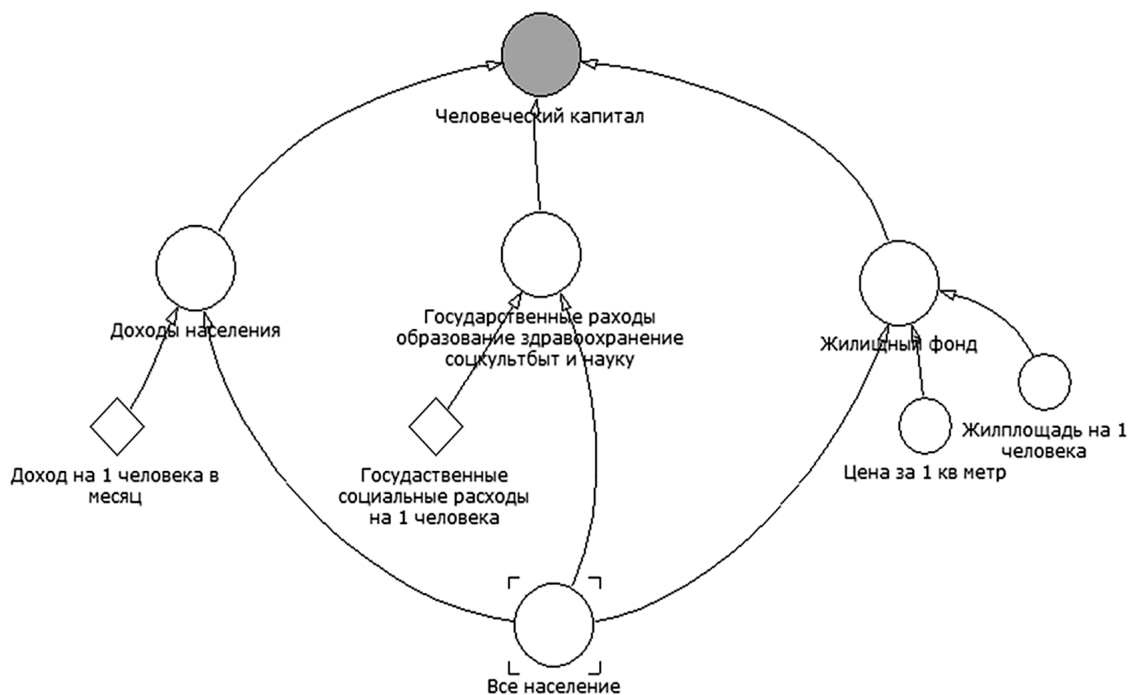 Человеческий капитал
Доходы населения
Государственные раходы
образование здравоохранение
соцкультбыт и науку
Жилищный фонд
Доход на 1 человека в
месяц
Госудаственные
социальные расходы
на 1 человека
Цена за 1 кв метр
Жилплощадь на 1
человека
Все население